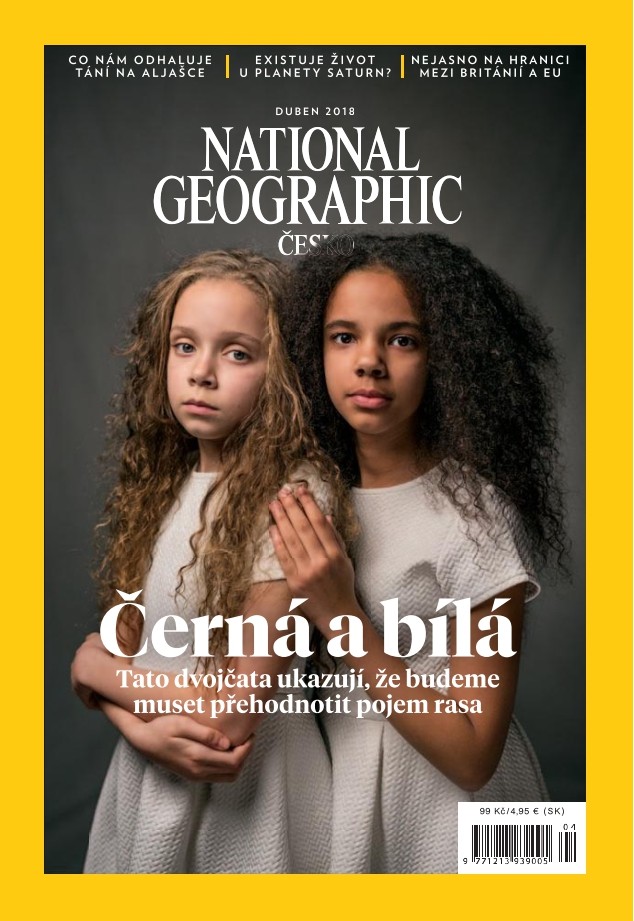 CO NÁM ODHALUJE
TÁNÍ NA ALJAŠCE
EXISTUJE ŽIVOT
U PLANETY SATURN?
NEJASNO NA HRANICI
MEZI BRITÁNIÍ A EU
DUBEN 2018
NATIONAL
GEOGRAPHIC
ČESKO
Černá a bílá
Tato dvojčata ukazují, že budeme
muset přehodnotit pojem rasa
99 Kč/4,95 € (SK)
04
9 771213 939005